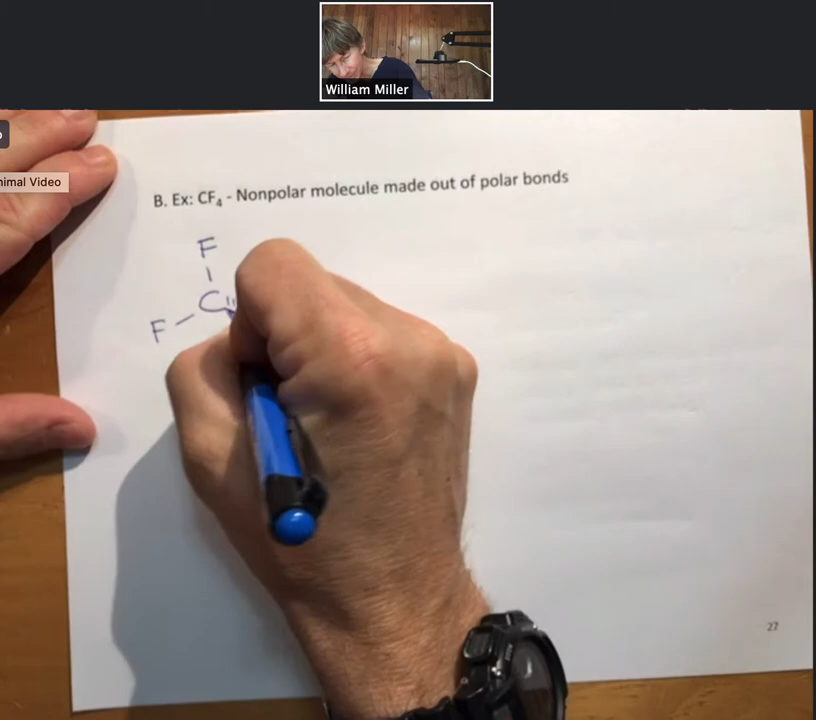 William Miller
nimal Video
B. Ex: CF₄ - Nonpolar molecule made out of polar bonds
F
C
F
27